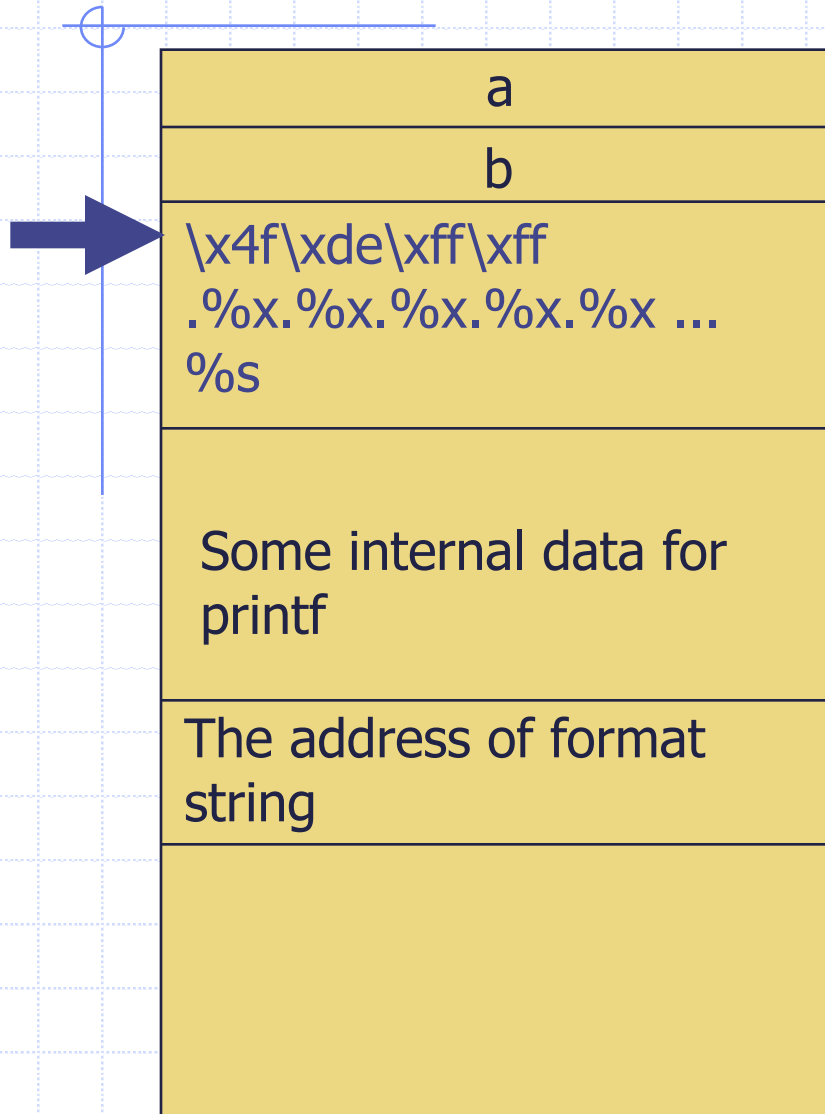 a
b
\x4f\xde\xff\xff
.%x.%x.%x.%x.%x ...
%s
Some internal data for
printf
The address of format
string